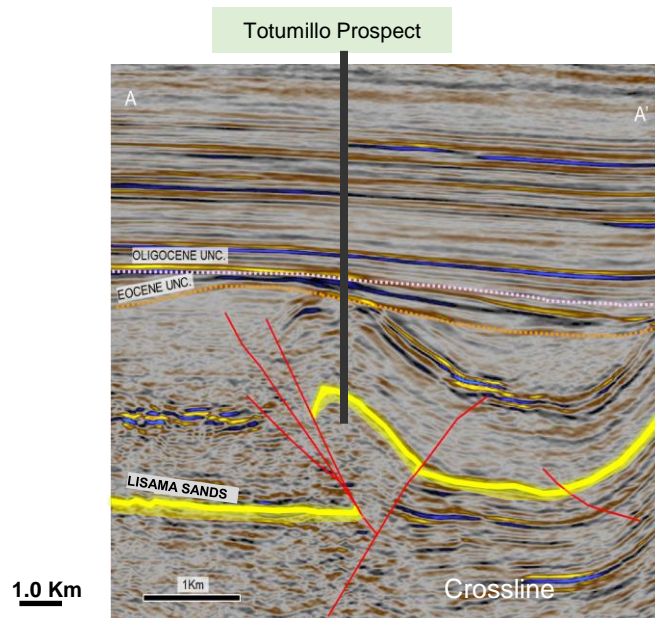 Totumillo Prospect
A
A'
OLIGOCENE UNC.
EOCENE UNC.
LISAMA SANDS
1.0 Km
1Km
Crossline